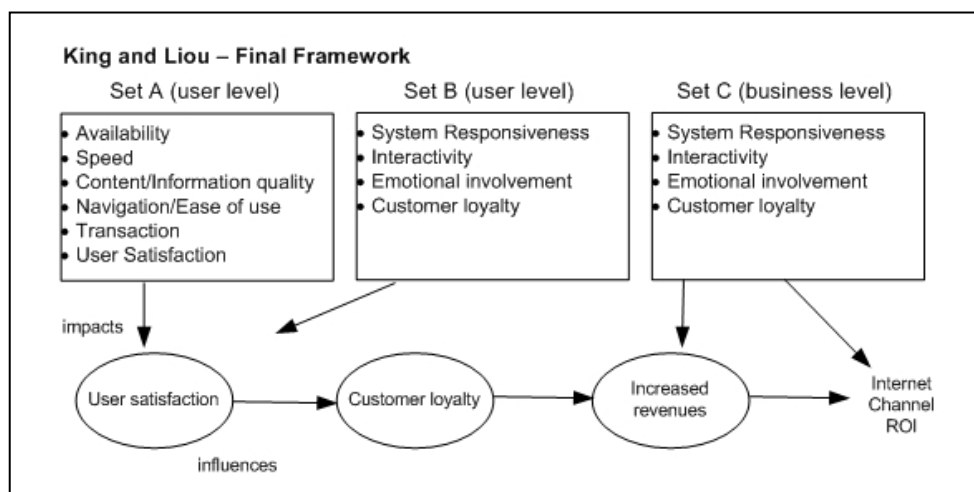 King and Liou – Final Framework
Set A (user level)
• Availability
• Speed
• Content/Information quality
• Navigation/Ease of use
• Transaction
• User Satisfaction
Set B (user level)
• System Responsiveness
• Interactivity
• Emotional involvement
• Customer loyalty
Set C (business level)
• System Responsiveness
• Interactivity
• Emotional involvement
• Customer loyalty
impacts
User satisfaction
influences
Customer loyalty
Increased
revenues
Internet
Channel
ROI